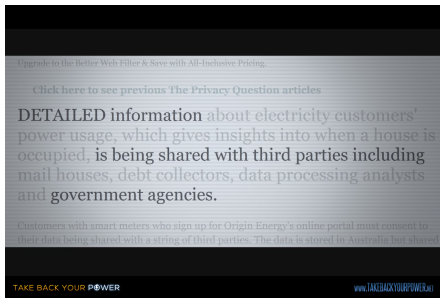 Upgrade to the Better Web Filter & Save with All-Inclusive Pricing.
Click here to see previous The Privacy Question articles
DETAILED information about electricity customers'
power usage, which gives insights into when a house is
occupied, is being shared with third parties including
mail houses, debt collectors, data processing analysts
and government agencies.
Customers with smart meters who sign up for Origin Energy's online portal must consent to
their data being shared with a string of third parties. The data is stored in Australia but shared
TAKE BACK YOUR POWER
www.TAKEBACKYOURPOWER.NET